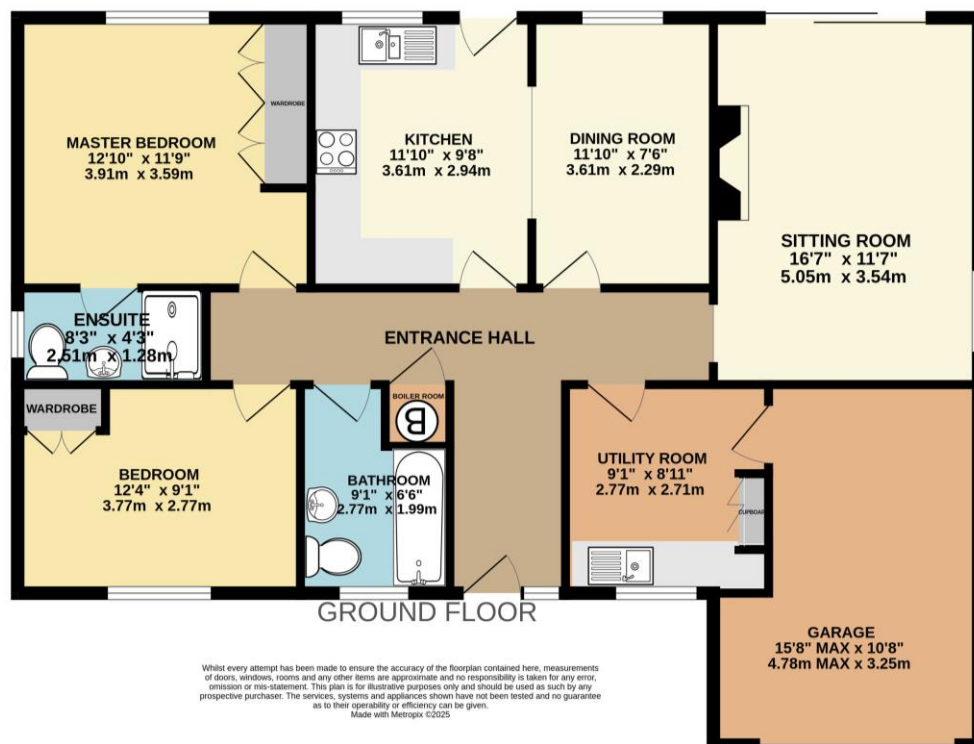 MASTER BEDROOM
12'10" x 11'9"
3.91m x 3.59m
WARDROBE
KITCHEN
11'10" x 9'8"
3.61m x 2.94m
DINING ROOM
11'10" x 7'6"
3.61m x 2.29m
SITTING ROOM
16'7" x 11'7"
5.05m x 3.54m
ENSUITE
8'3" x 4'3"
2.51m x 1.28m
ENTRANCE HALL
WARDROBE
BEDROOM
12'4" x 9'1"
3.77m x 2.77m
BOILER ROOM
B
BATHROOM
9'1" x 6'6"
2.77m x 1.99m
UTILITY ROOM
9'1" x 8'11"
2.77m x 2.71m
GARAGE
15'8" MAX x 10'8"
4.78m MAX x 3.25m
GROUND FLOOR
Whilst every attempt has been made to ensure the accuracy of the floorplan contained here, measurements
of doors, windows, rooms and any other items are approximate and no responsibility is taken for any error,
omission or mis-statement. This plan is for illustrative purposes only and should be used as such by any
prospective purchaser. The services, systems and appliances shown have not been tested and no guarantee
as to their operability or efficiency can be given.
Made with Metropix ©2025